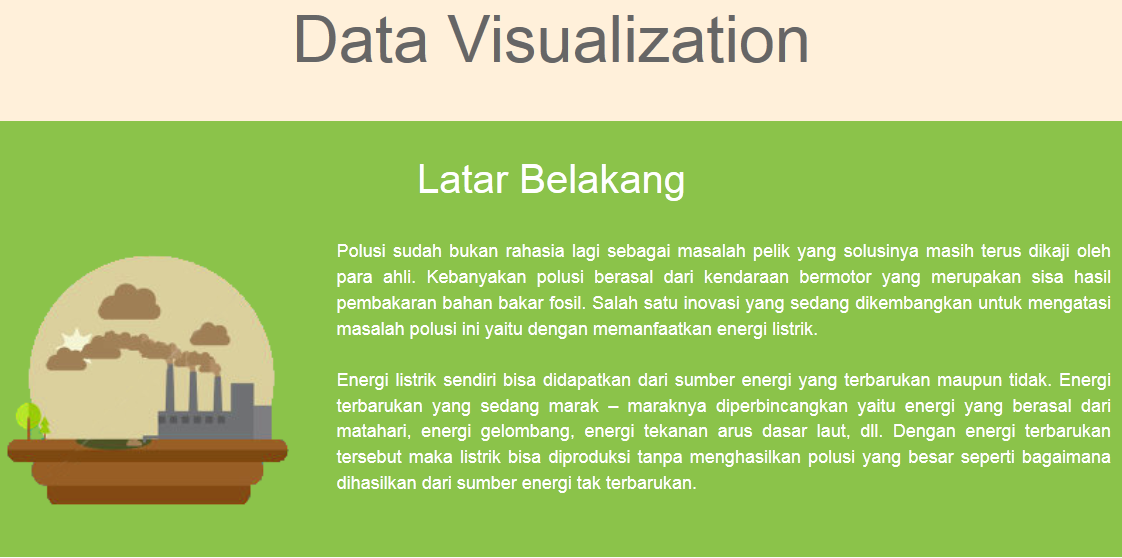 Data Visualization
Latar Belakang
Polusi sudah bukan rahasia lagi sebagai masalah pelik yang solusinya masih terus dikaji oleh
para ahli. Kebanyakan polusi berasal dari kendaraan bermotor yang merupakan sisa hasil
pembakaran bahan bakar fosil. Salah satu inovasi yang sedang dikembangkan untuk mengatasi
masalah polusi ini yaitu dengan memanfaatkan energi listrik.
Energi listrik sendiri bisa didapatkan dari sumber energi yang terbarukan maupun tidak. Energi
terbarukan yang sedang marak – maraknya diperbincangkan yaitu energi yang berasal dari
matahari, energi gelombang, energi tekanan arus dasar laut, dll. Dengan energi terbarukan
tersebut maka listrik bisa diproduksi tanpa menghasilkan polusi yang besar seperti bagaimana
dihasilkan dari sumber energi tak terbarukan.